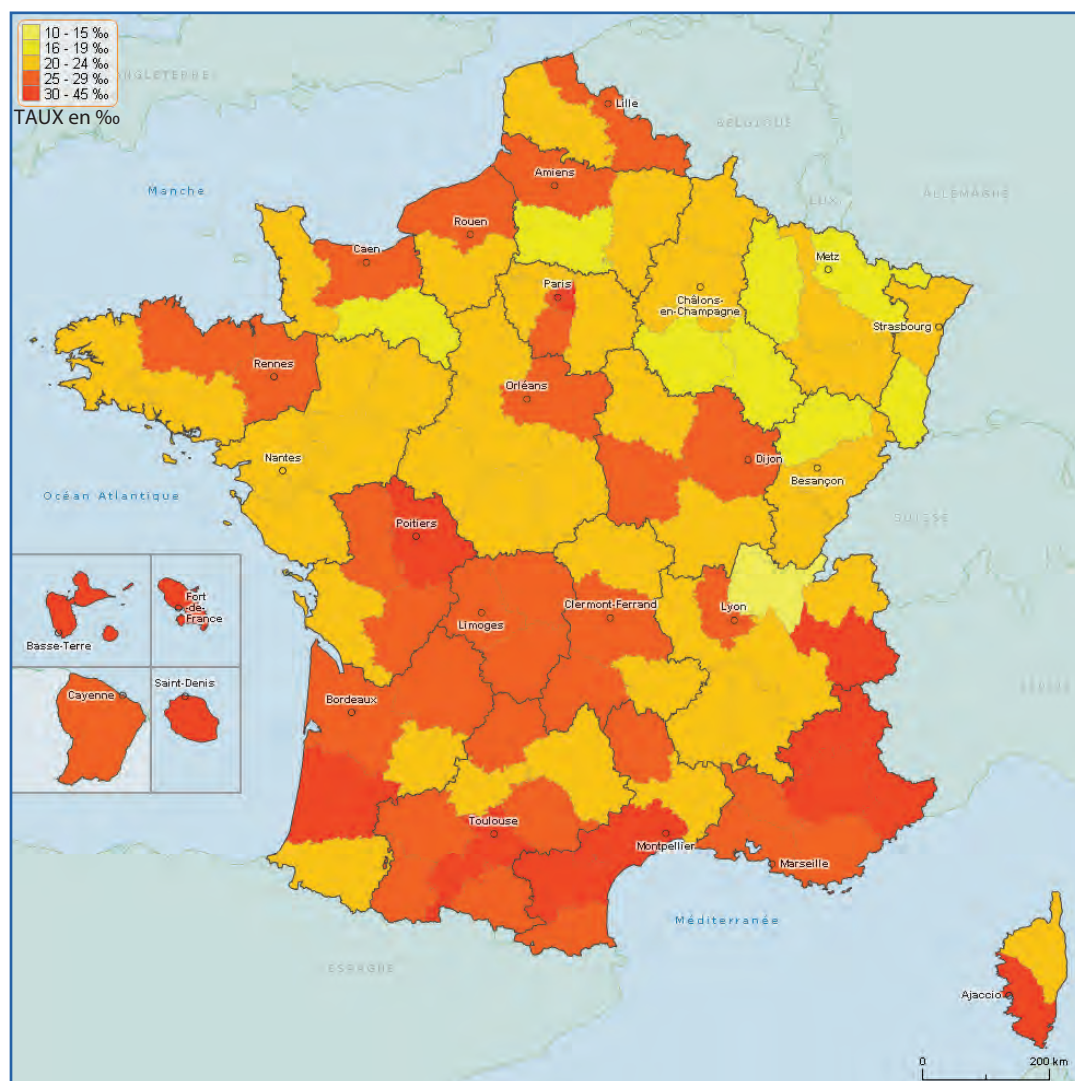 10 - 15 ‰
16 - 19 ‰
20 - 24 ‰
25 - 29 ‰
30 - 45 ‰
TAUX en ‰
ANGLETERRE
Lille
BELGIQUE
Manche
Amiens
ALLEMAGNE
LUX
Rouen
Caen
Metz
Paris
Châlons-
en-Champagne
Strasbourg
Rennes
Orléans
Nantes
Dijon
Besançon
Océan Atlantique
SUISSE
Poitiers
Fort
-de-
France
Basse-Terre
Clermont-Ferrand
Lyon
Limoges
Cayenne
Saint-Denis
Bordeaux
Toulouse
Montpellier
Marseille
Méditerranée
ESPAGNE
Ajaccio
0 200 km